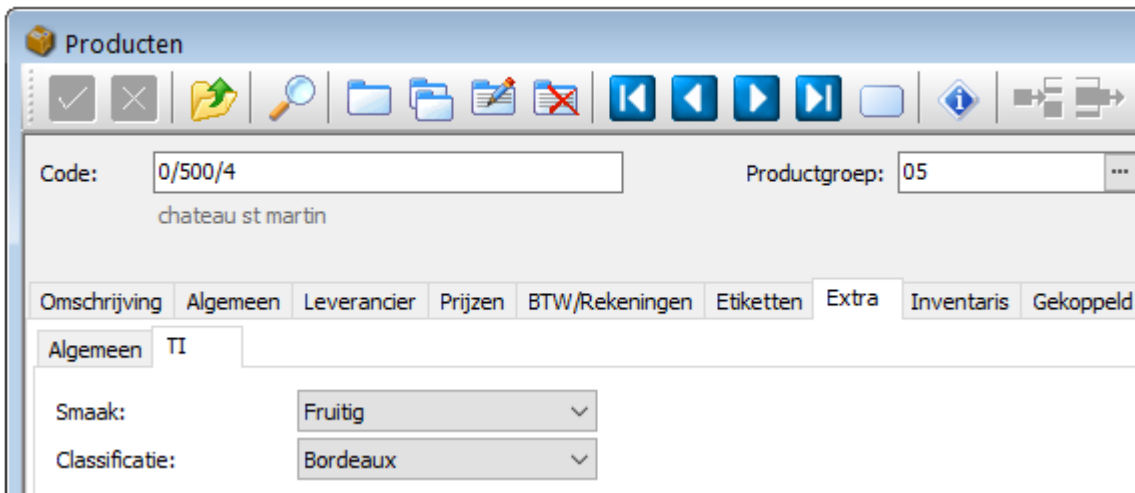 Producten
Code: 0/500/4 Productgroep: 05 ...
chateau st martin
Omschrijving Algemeen Leverancier Prijzen BTW/Rekeningen Etiketten Extra Inventaris Gekoppeld
Algemeen TI
Smaak: Fruitig
Classificatie: Bordeaux